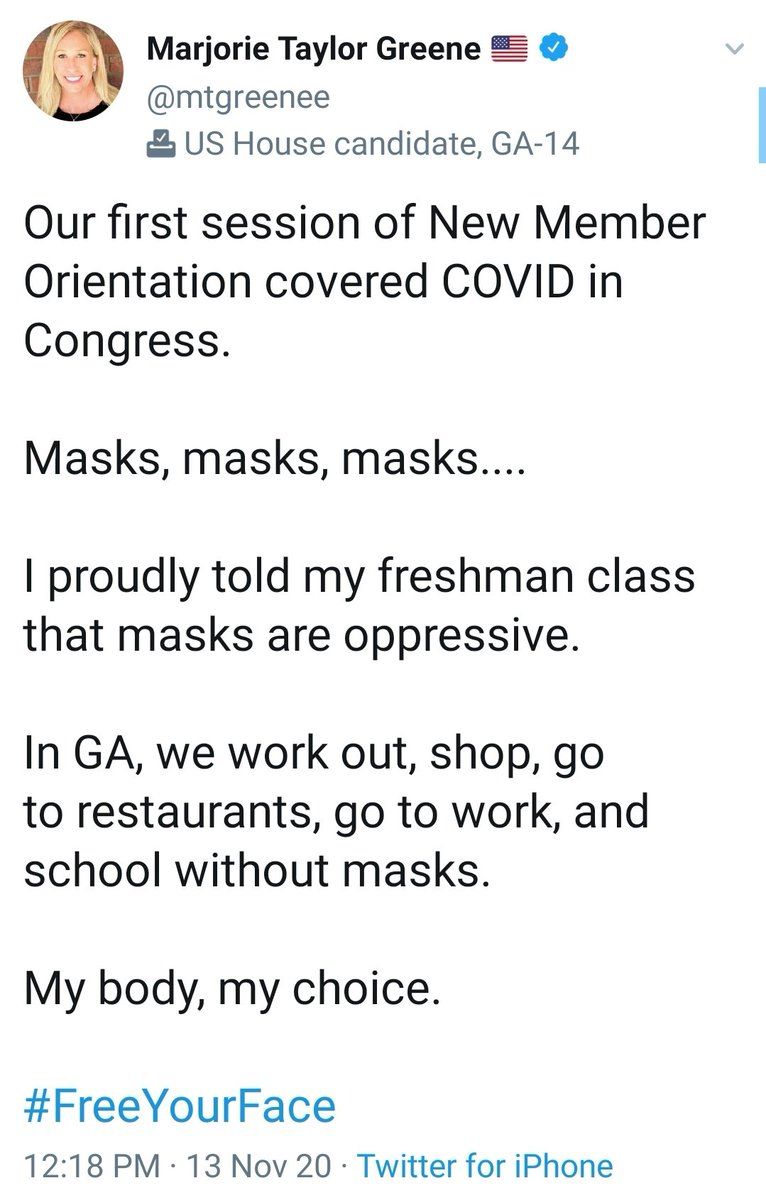 Marjorie Taylor Greene 🇺🇸
@mtgreenee
US House candidate, GA-14
Our first session of New Member
Orientation covered COVID in
Congress.
Masks, masks, masks....
I proudly told my freshman class
that masks are oppressive.
In GA, we work out, shop, go
to restaurants, go to work, and
school without masks.
My body, my choice.
#FreeYourFace
12:18 PM · 13 Nov 20 · Twitter for iPhone